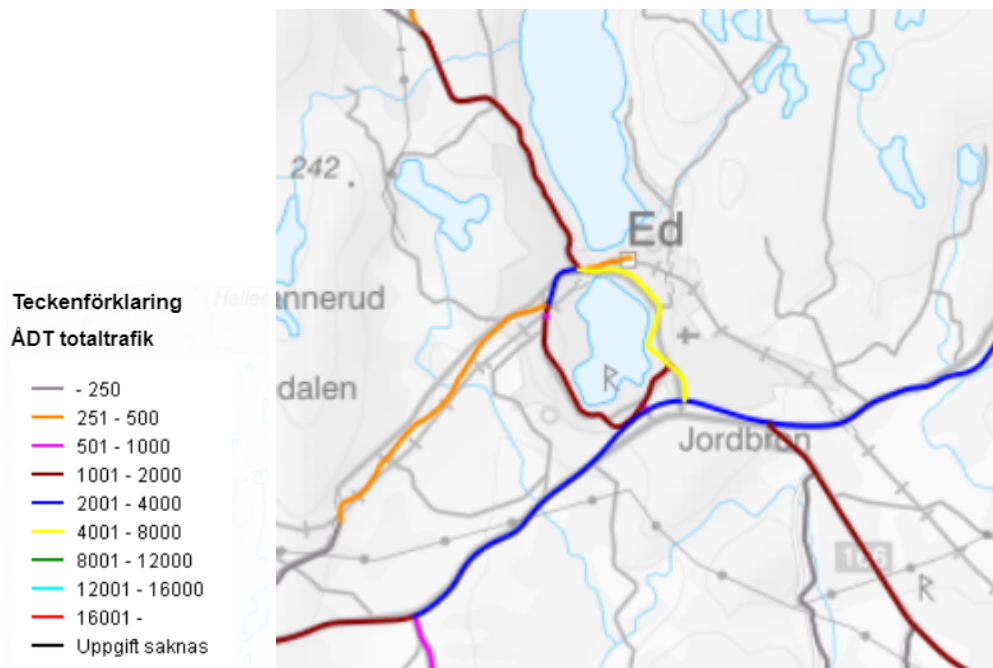 Teckenförklaring
ÅDT totaltrafik
- 250
251 - 500
501 - 1000
1001 - 2000
2001 - 4000
4001 - 8000
8001 - 12000
12001 - 16000
16001 -
Uppgift saknas
242
Ed
annerud
dalen
Jordbron
166
R
R